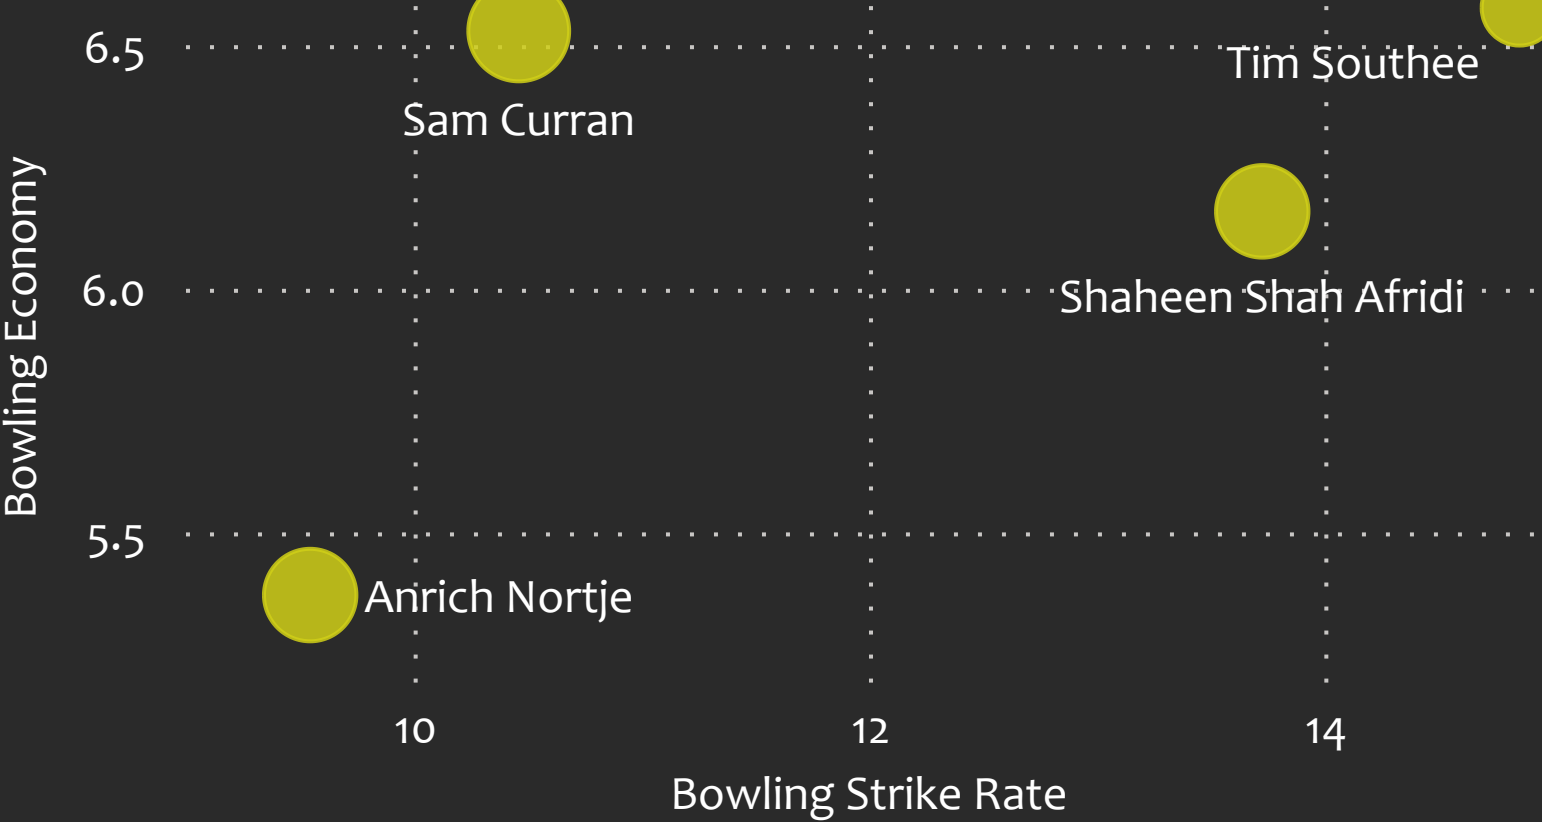 6.5
Tim Southee
Sam Curran
Bowling Economy
6.0
Shaheen Shah Afridi
5.5
Anrich Nortje
10
12
14
Bowling Strike Rate